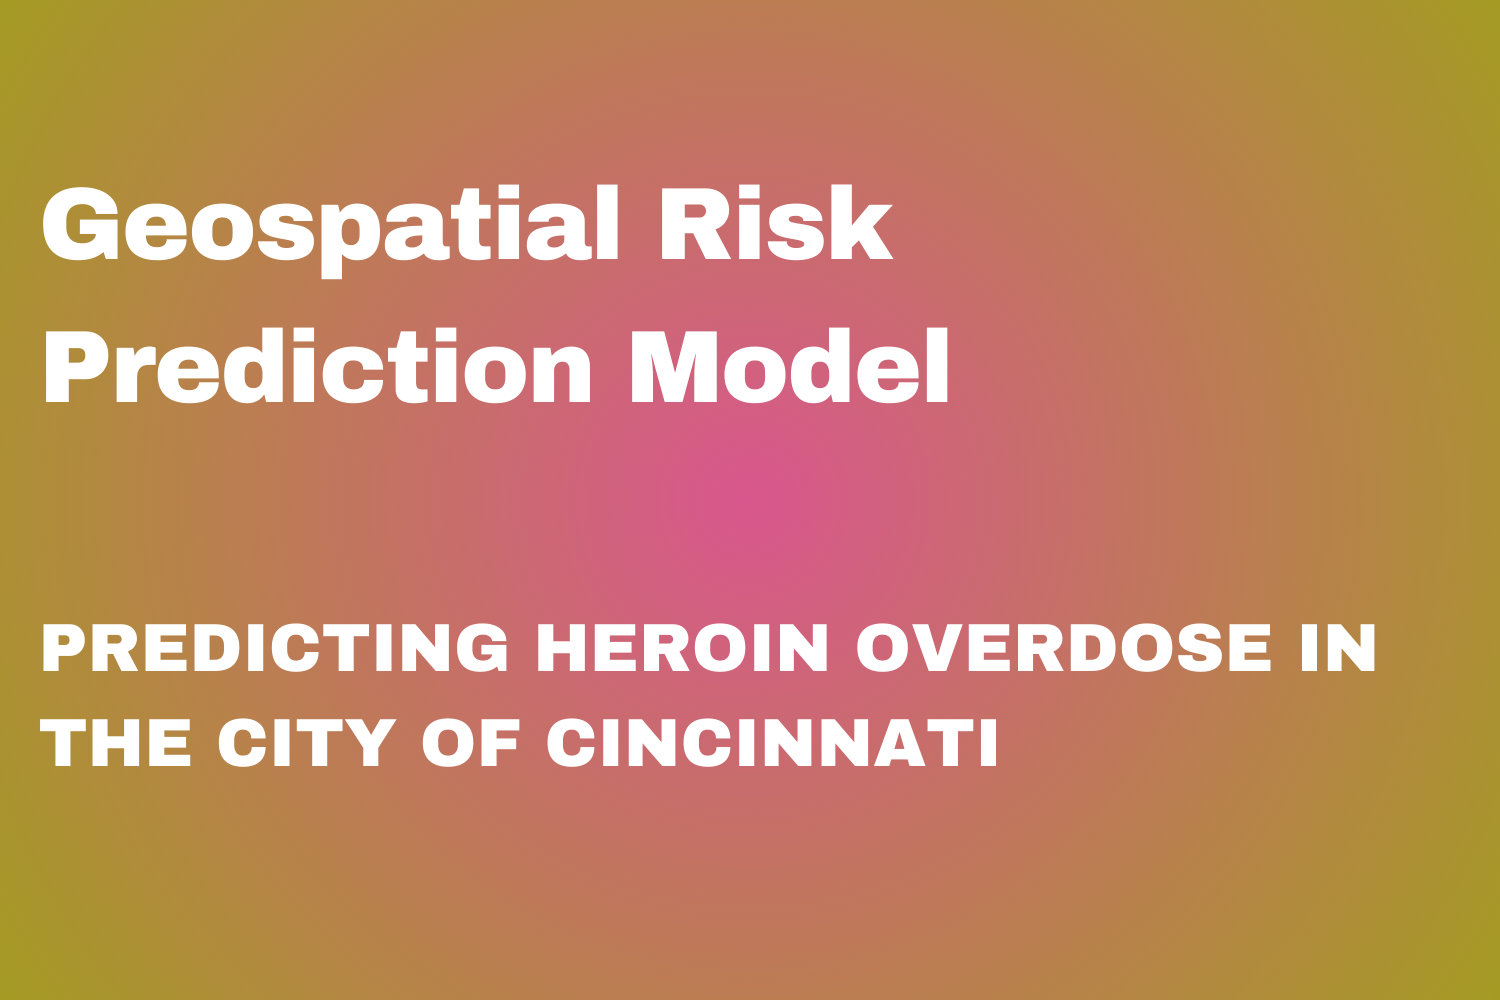 Geospatial Risk
Prediction Model
PREDICTING HEROIN OVERDOSE IN
THE CITY OF CINCINNATI